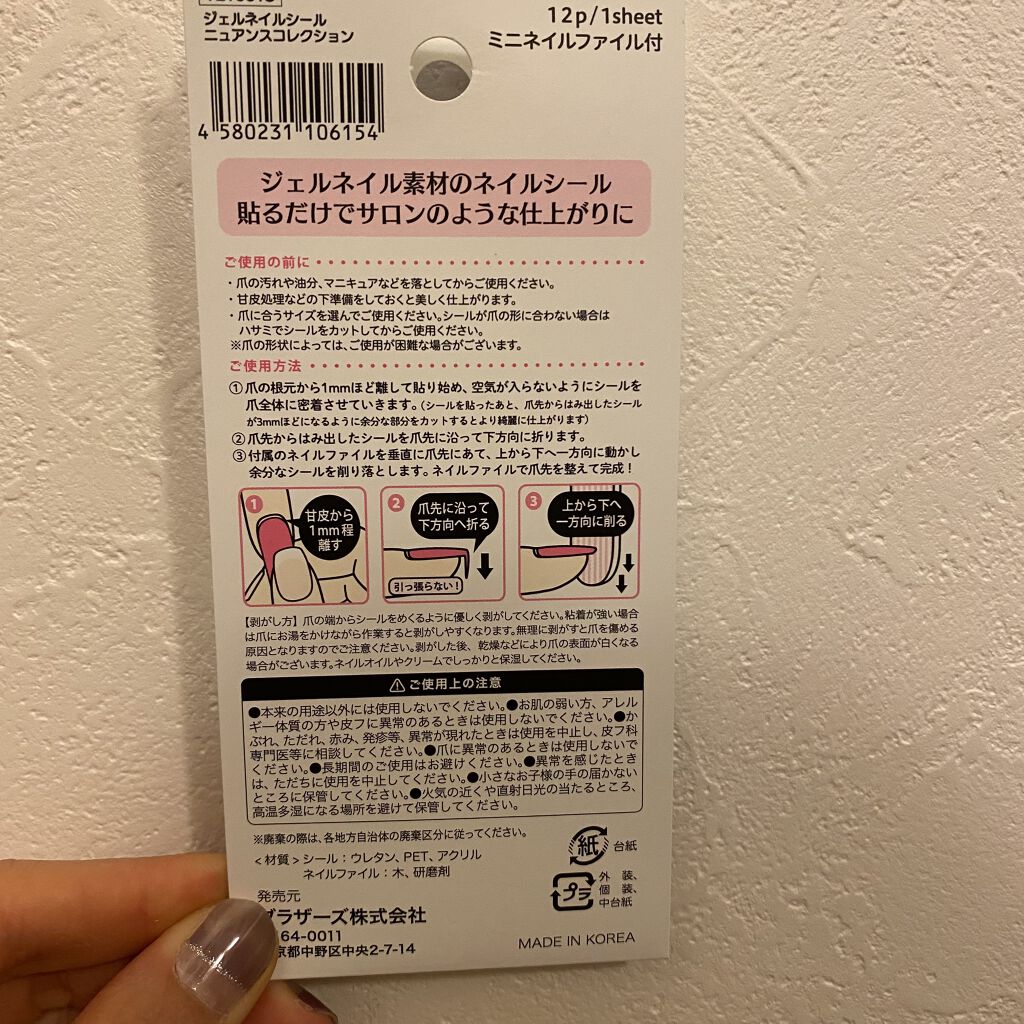 ジェルネイルシール
ニュアンスコレクション
12p/1sheet
ミニネイルファイル付
4 580231 106154
ジェルネイル素材のネイルシール
貼るだけでサロンのような仕上がりに
ご使用の前に
・爪の汚れや油分、マニキュアなどを落としてからご使用ください。
・甘皮処理などの下準備をしておくと美しく仕上がります。
・爪に合うサイズを選んでご使用ください。シールが爪の形に合わない場合は
ハサミでシールをカットしてからご使用ください。
※爪の形状によっては、ご使用が困難な場合がございます。
ご使用方法
①爪の根元から1mmほど離して貼り始め、空気が入らないようにシールを
爪全体に密着させていきます。(シールを貼ったあと、爪先からはみ出したシール
が3mmほどになるように余分な部分をカットするとより綺麗に仕上がります)
②爪先からはみ出したシールを爪先に沿って下方向に折ります。
③付属のネイルファイルを垂直に爪先にあて、上から下へ一方向に動かし
余分なシールを削り落とします。ネイルファイルで爪先を整えて完成!
1
甘皮から
1mm程
離す
2
爪先に沿って
下方向へ折る
引っ張らない!
3
上から下へ
一方向に削る
【剥がし方】爪の端からシールをめくるように優しく剥がしてください。粘着が強い場合
は爪にお湯をかけながら作業すると剥がしやすくなります。無理に剥がすと爪を傷める
原因となりますのでご注意ください。剥がした後、乾燥などにより爪の表面が白くなる
場合がございます。ネイルオイルやクリームでしっかりと保湿してください。
ご使用上の注意
●本来の用途以外には使用しないでください。●お肌の弱い方、アレル
ギー体質の方や皮フに異常のあるときは使用しないでください。●か
ぶれ、ただれ、赤み、発疹等、異常が現れたときは使用を中止し、皮フ科
専門医等に相談してください。●爪に異常のあるときは使用しないで
ください。●長期間のご使用はお避けください。●異常を感じたとき
は、ただちに使用を中止してください。●小さなお子様の手の届かない
ところに保管してください。●火気の近くや直射日光の当たるところ、
高温多湿になる場所を避けて保管してください。
※廃棄の際は、各地方自治体の廃棄区分に従ってください。
<材質>シール:ウレタン、PET、アクリル
ネイルファイル:木、研磨剤
紙 台紙
プラ
外装、
個装、
中台紙
発売元
ブラザーズ株式会社
64-0011
京都中野区中央2-7-14
MADE IN KOREA